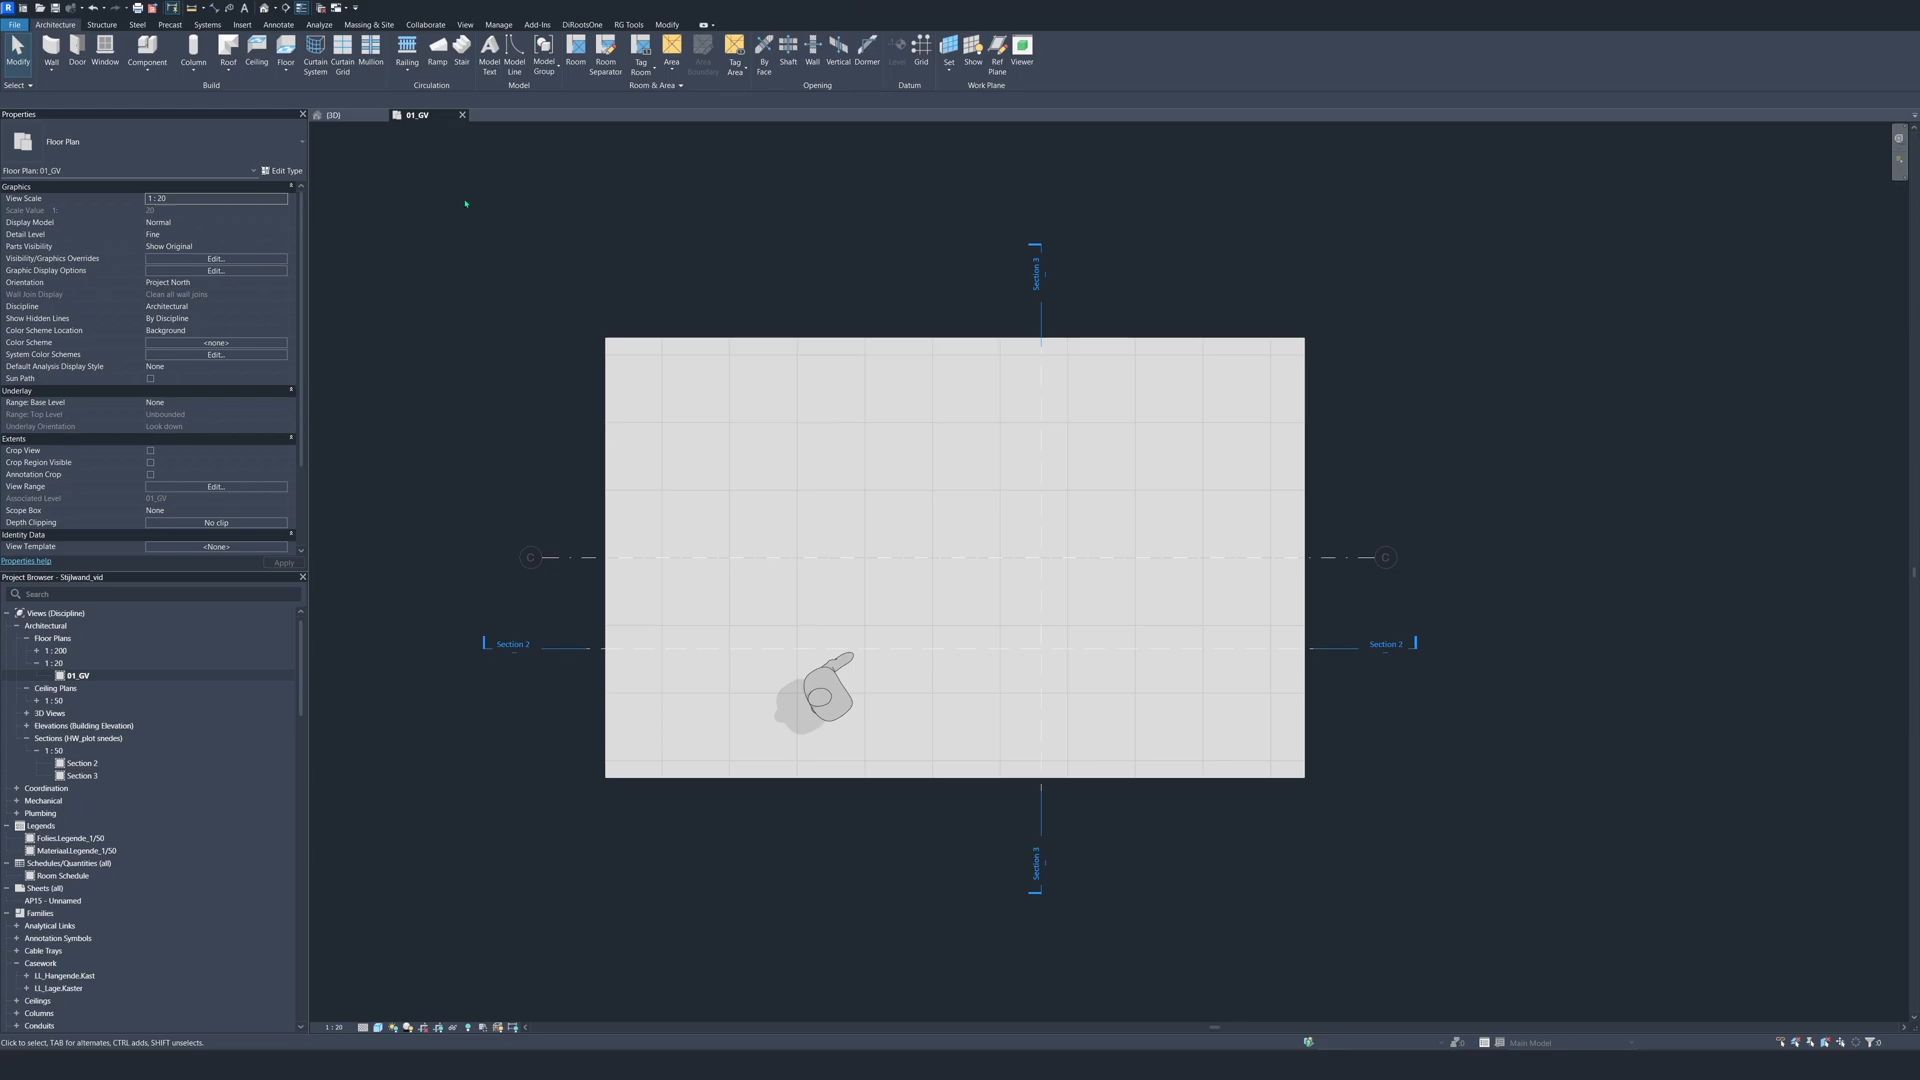 File Architecture Structure Steel Precast Systems Insert Annotate Analyze Massing & Site Collaborate View Manage Add-Ins DiRootsOne RG Tools Modify
Modify Wall Door Window Component Column Roof Ceiling Floor Curtain System Curtain Grid Mullion Railing Ramp Stair Model Text Model Line Model Group Room Room Separator Tag Room Area Area Boundary Tag Area By Face Shaft Wall Vertical Dormer Level Grid Set Show Ref Plane Viewer
Select Build Circulation Model Room & Area Opening Datum Work Plane
Properties
{3D} 01_GV
Floor Plan
Floor Plan: 01_GV Edit Type
Graphics
View Scale 1 : 20
Scale Value 1: 20
Display Model Normal
Detail Level Fine
Parts Visibility Show Original
Visibility/Graphics Overrides Edit...
Graphic Display Options Edit...
Orientation Project North
Wall Join Display Clean all wall joins
Discipline Architectural
Show Hidden Lines By Discipline
Color Scheme Location Background
Color Scheme <none>
System Color Schemes Edit...
Default Analysis Display Style None
Sun Path
Underlay
Range: Base Level None
Range: Top Level Unbounded
Underlay Orientation Look down
Extents
Crop View
Crop Region Visible
Annotation Crop
View Range Edit...
Associated Level 01_GV
Scope Box None
Depth Clipping No clip
Identity Data
View Template <None>
Properties help Apply
Project Browser - Stijlwand_vid
Search
Views (Discipline)
Architectural
Floor Plans
1 : 200
1 : 20
01_GV
Ceiling Plans
1 : 50
3D Views
Elevations (Building Elevation)
Sections (HW_plot snedes)
1 : 50
Section 2
Section 3
Coordination
Mechanical
Plumbing
Legends
Folies.Legende_1/50
Materiaal.Legende_1/50
Schedules/Quantities (all)
Room Schedule
Sheets (all)
AP15 - Unnamed
Families
Analytical Links
Annotation Symbols
Cable Trays
Casework
LL_Hangende.Kast
LL_Lage.Kaster
Ceilings
Columns
Conduits
Section 3
C C
Section 2 Section 2
Section 3
1 : 20
Click to select, TAB for alternates, CTRL adds, SHIFT unselects. :0 Main Model :0